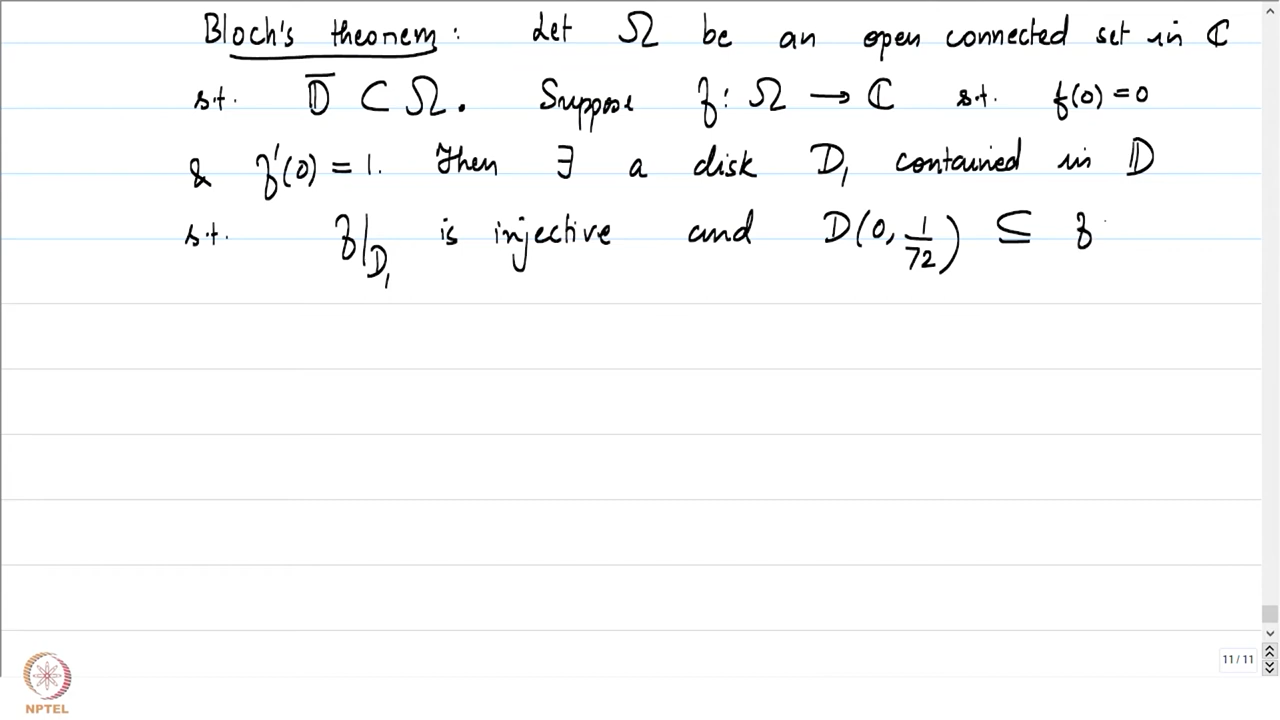 Bloch's theorem: Let Ω be an open connected set in ℂ
s.t. 𝔻̅ ⊂ Ω. Suppose f: Ω → ℂ s.t. f(0) = 0
& f'(0) = 1. Then ∃ a disk D₁ contained in 𝔻
s.t. f|_D₁ is injective and D(0, 1/72) ⊆ f
11/11
NPTEL